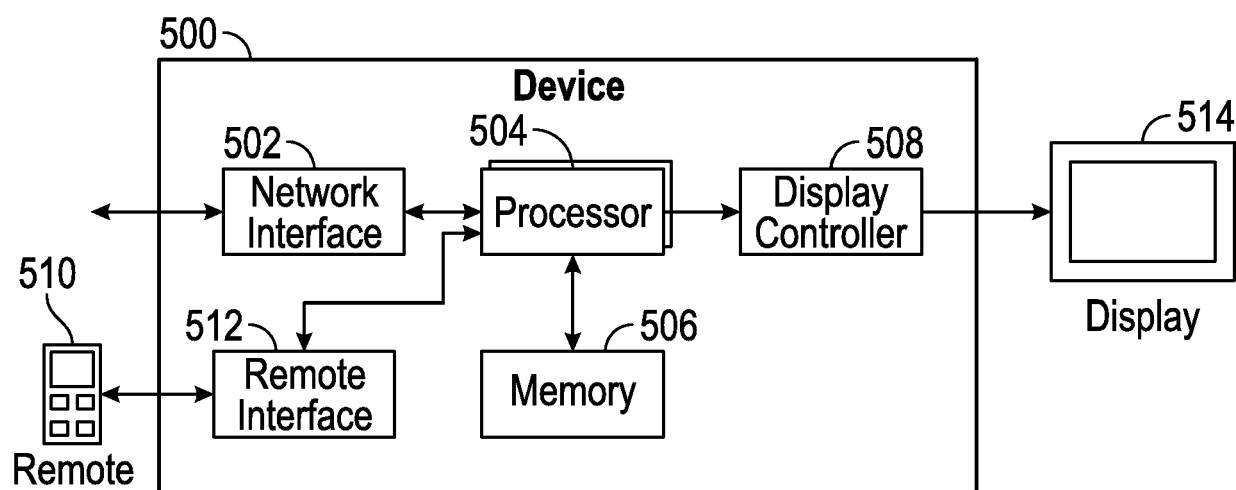 500
Device
502
504
508
514
Network
Interface
Processor
Display
Controller
510
512
506
Display
Remote
Interface
Memory
Remote